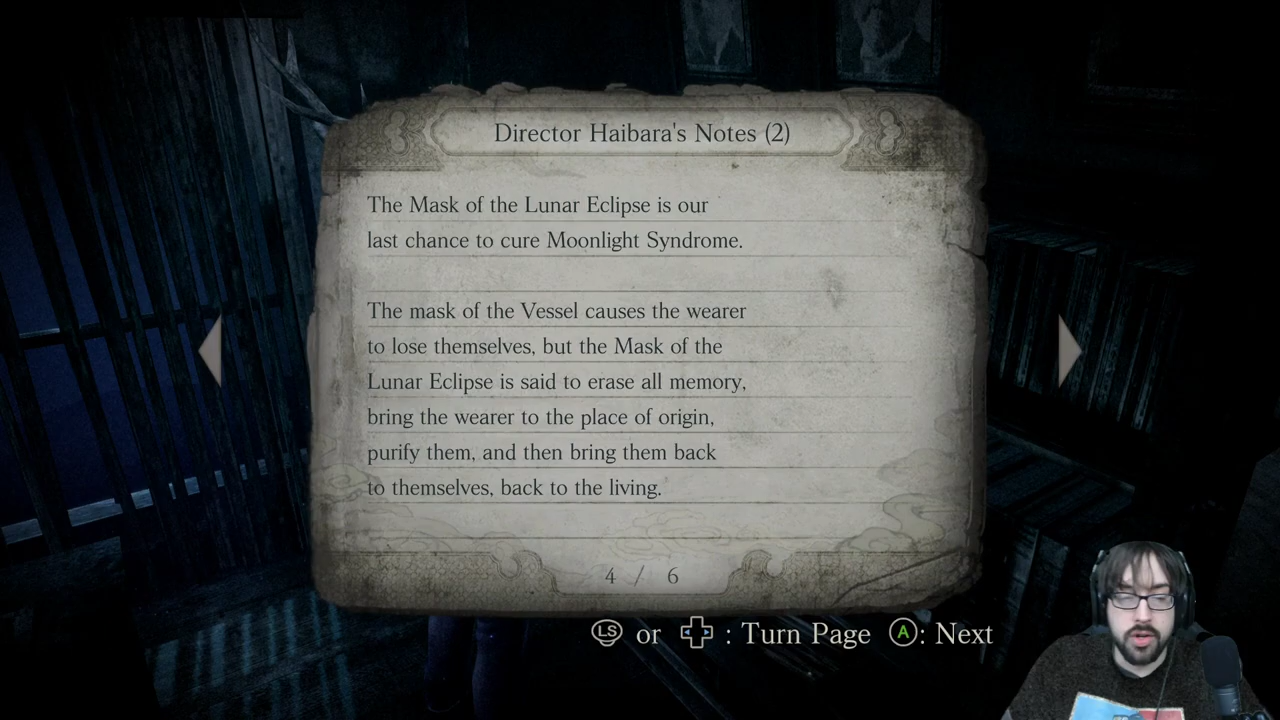 Director Haibara's Notes (2)
The Mask of the Lunar Eclipse is our
last chance to cure Moonlight Syndrome.
The mask of the Vessel causes the wearer
to lose themselves, but the Mask of the
Lunar Eclipse is said to erase all memory,
bring the wearer to the place of origin,
purify them, and then bring them back
to themselves, back to the living.
4 / 6
LS or : Turn Page A : Next